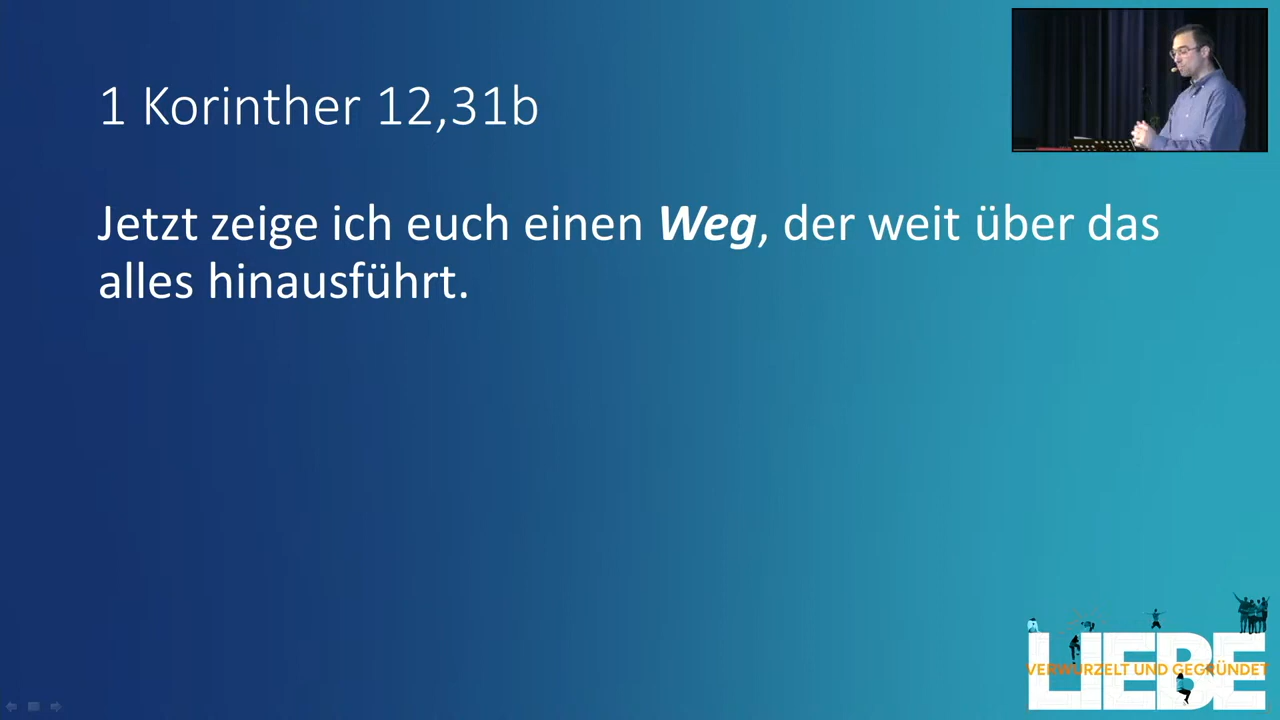 1 Korinther 12,31b
Jetzt zeige ich euch einen Weg, der weit über das
alles hinausführt.
LIEBE
VERWURZELT UND GEGRÜNDET